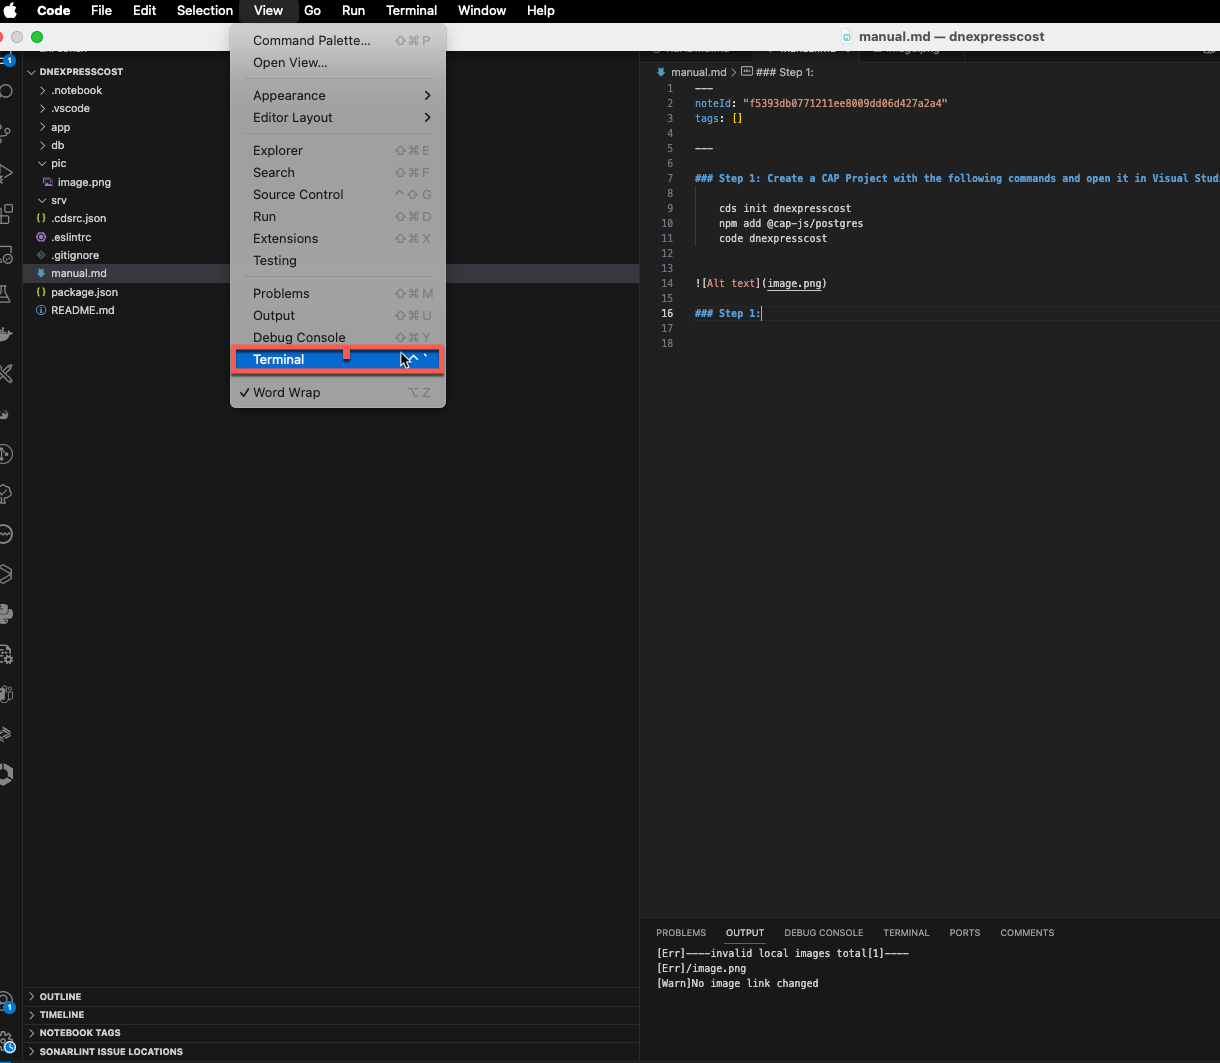 Code File Edit Selection View Go Run Terminal Window Help
manual.md — dnexpresscost
Command Palette... ⇧⌘P
Open View...
Appearance
Editor Layout
Explorer ⇧⌘E
Search ⇧⌘F
Source Control ^⇧G
Run ⇧⌘D
Extensions ⇧⌘X
Testing
Problems ⇧⌘M
Output ⇧⌘U
Debug Console ⇧⌘Y
Terminal ^`
✓ Word Wrap ⌥Z
1
DNEXPRESSCOST
.notebook
.vscode
app
db
pic
image.png
srv
{} .cdsrc.json
.eslintrc
.gitignore
manual.md
{} package.json
README.md
OUTLINE
TIMELINE
NOTEBOOK TAGS
SONARLINT ISSUE LOCATIONS
1
manual.md > ### Step 1:
1 ---
2 noteId: "f5393db0771211ee8009dd06d427a2a4"
3 tags: []
4
5 ---
6
7 ### Step 1: Create a CAP Project with the following commands and open it in Visual Stud
8
9 cds init dnexpresscost
10 npm add @cap-js/postgres
11 code dnexpresscost
12
13
14 ![Alt text](image.png)
15
16 ### Step 1:
17
18
PROBLEMS OUTPUT DEBUG CONSOLE TERMINAL PORTS COMMENTS
[Err]----invalid local images total[1]----
[Err]/image.png
[Warn]No image link changed